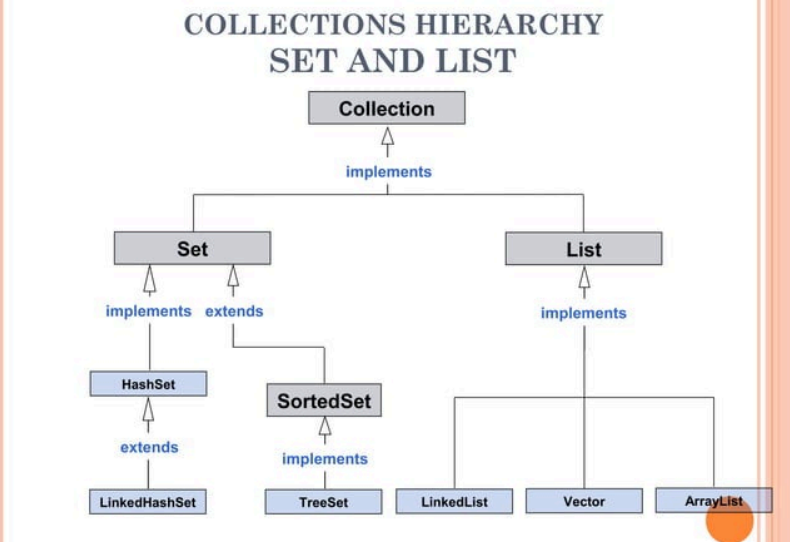 COLLECTIONS HIERARCHY
SET AND LIST
Collection
implements
Set
List
implements extends
implements
HashSet
SortedSet
extends
implements
LinkedHashSet
TreeSet
LinkedList
Vector
ArrayList